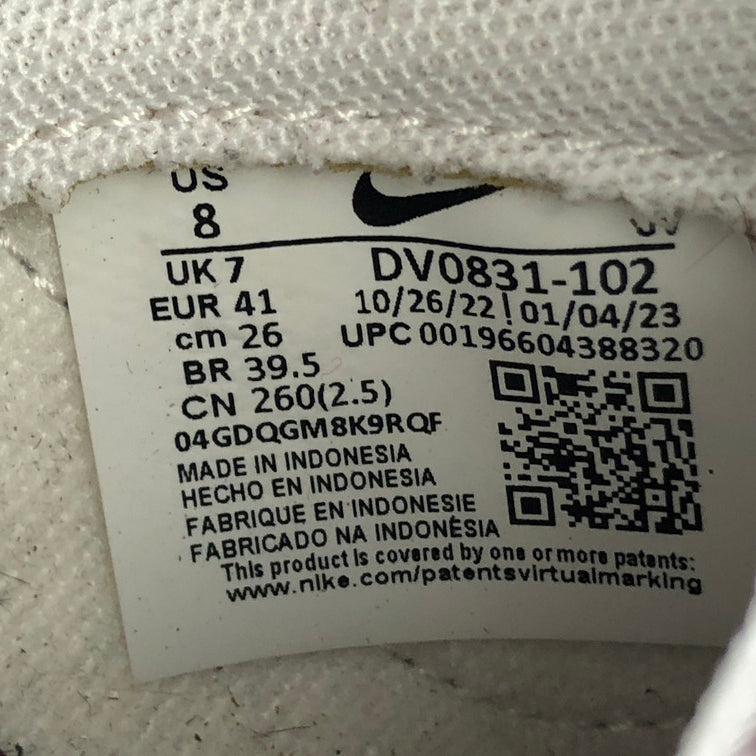 US
8
UK 7
EUR 41
cm 26
BR 39.5
CN 260(2.5)
DV0831-102
10/26/22 | 01/04/23
UPC 00196604388320
04GDQGM8K9RQF
MADE IN INDONESIA
HECHO EN INDONESIA
FABRIQUE EN INDONESIE
FABRICADO NA INDONÉSIA
This product is covered by one or more patents:
www.nike.com/patentsvirtualmarking